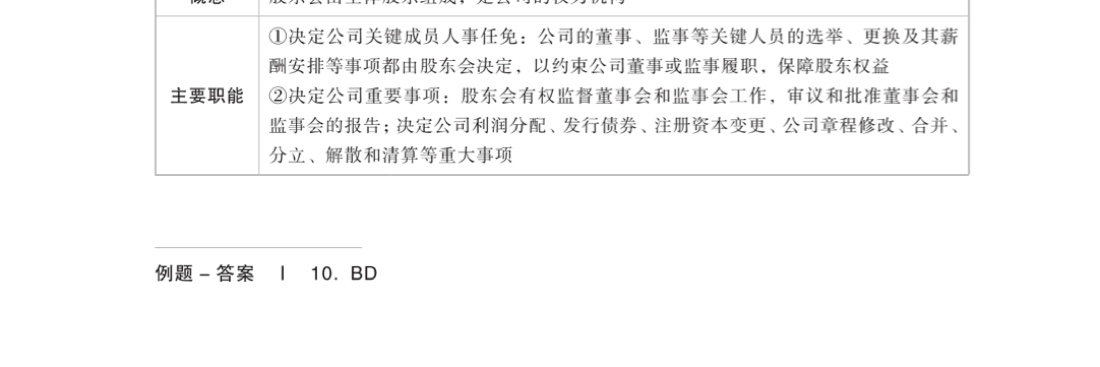 ①决定公司关键成员人事任免：公司的董事、监事等关键人员的选举、更换及其薪
酬安排等事项都由股东会决定，以约束公司董事或监事履职，保障股东权益
主要职能
②决定公司重要事项：股东会有权监督董事会和监事会工作，审议和批准董事会和
监事会的报告；决定公司利润分配、发行债券、注册资本变更、公司章程修改、合并、
分立、解散和清算等重大事项
例题 – 答案 | 10. BD